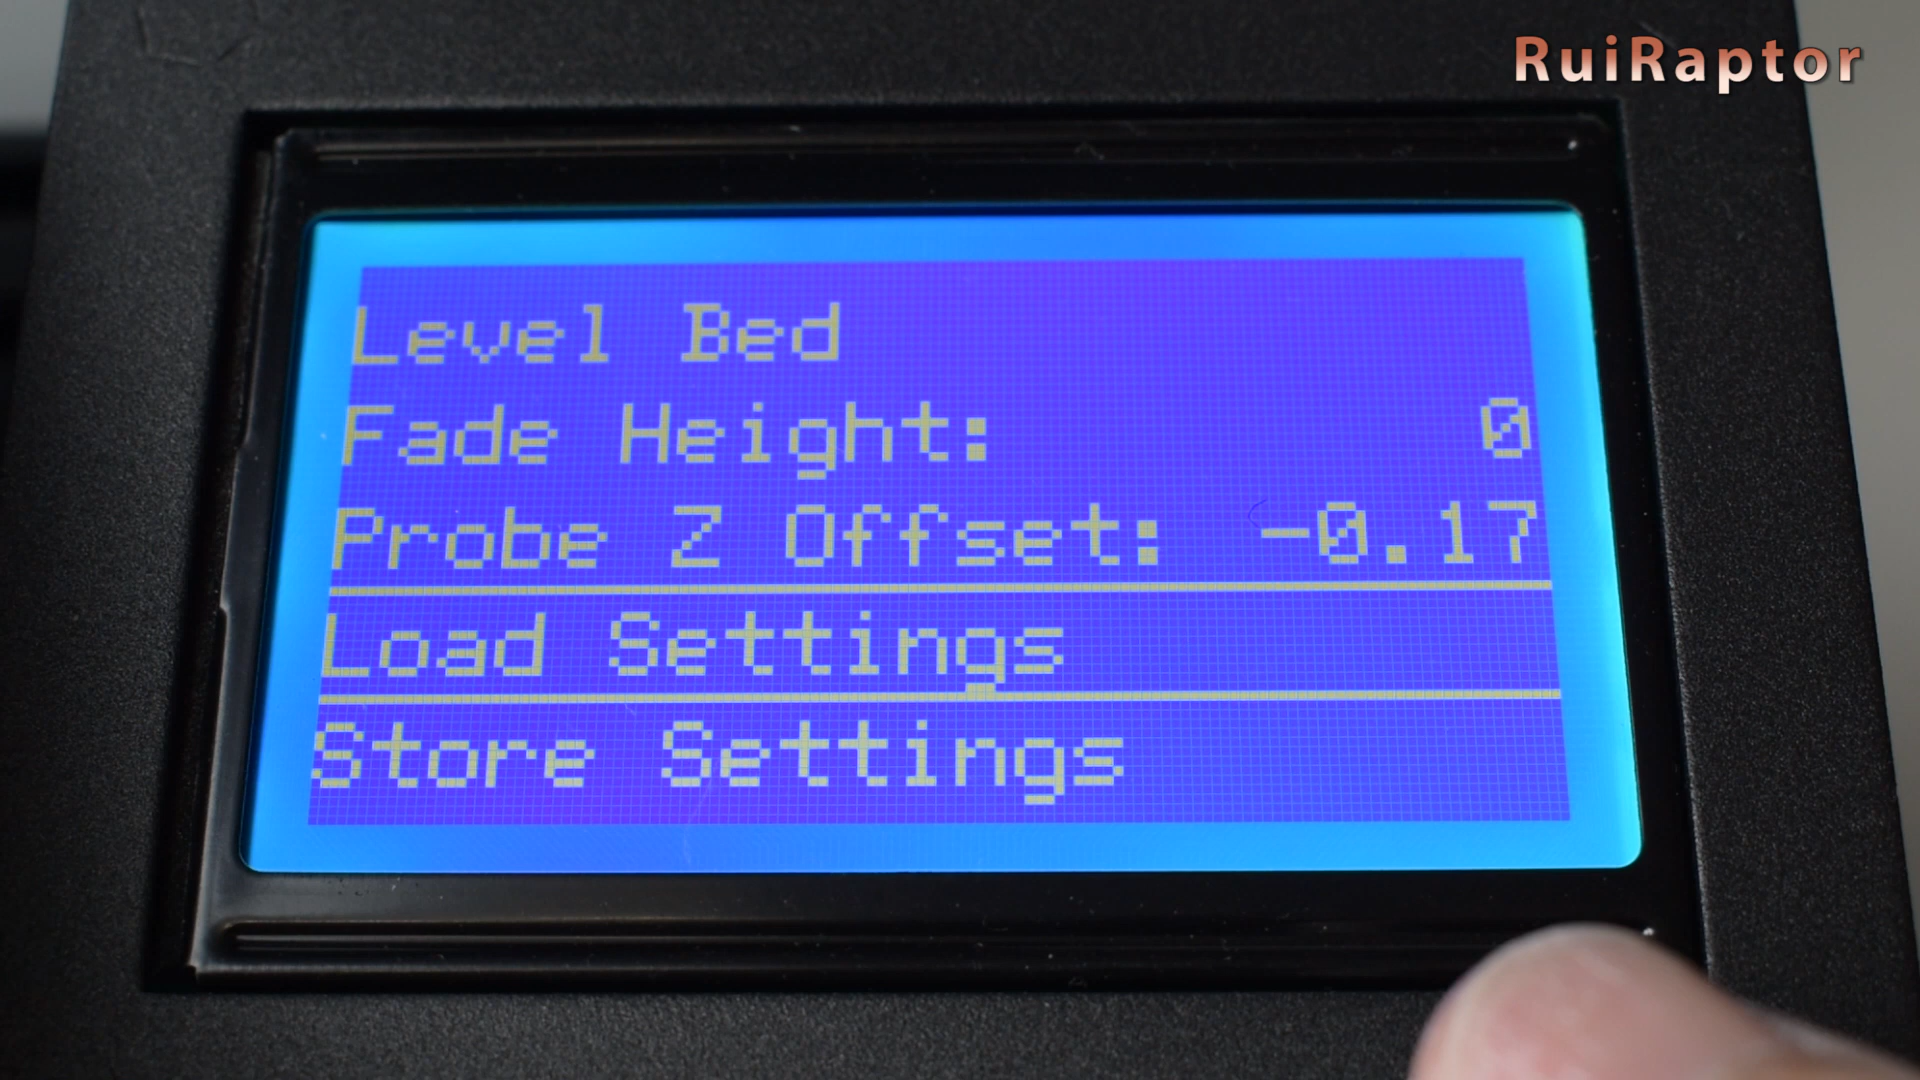 RuiRaptor
Level Bed
Fade Height: 0
Probe Z Offset: -0.17
Load Settings
Store Settings